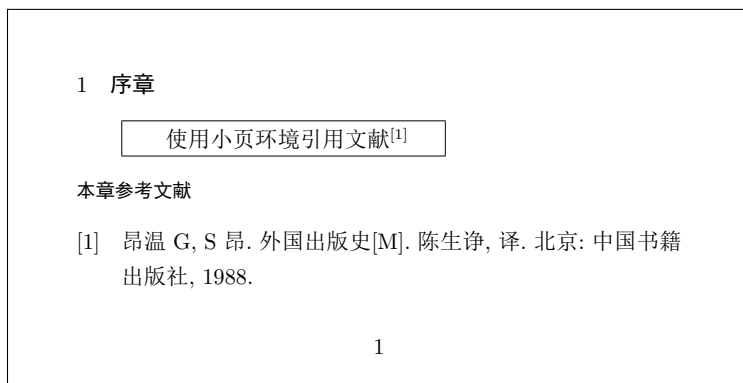 1 序章
使用小页环境引用文献[1]
本章参考文献
[1] 昂温 G, S 昂. 外国出版史[M]. 陈生诤, 译. 北京: 中国书籍
出版社, 1988.
1